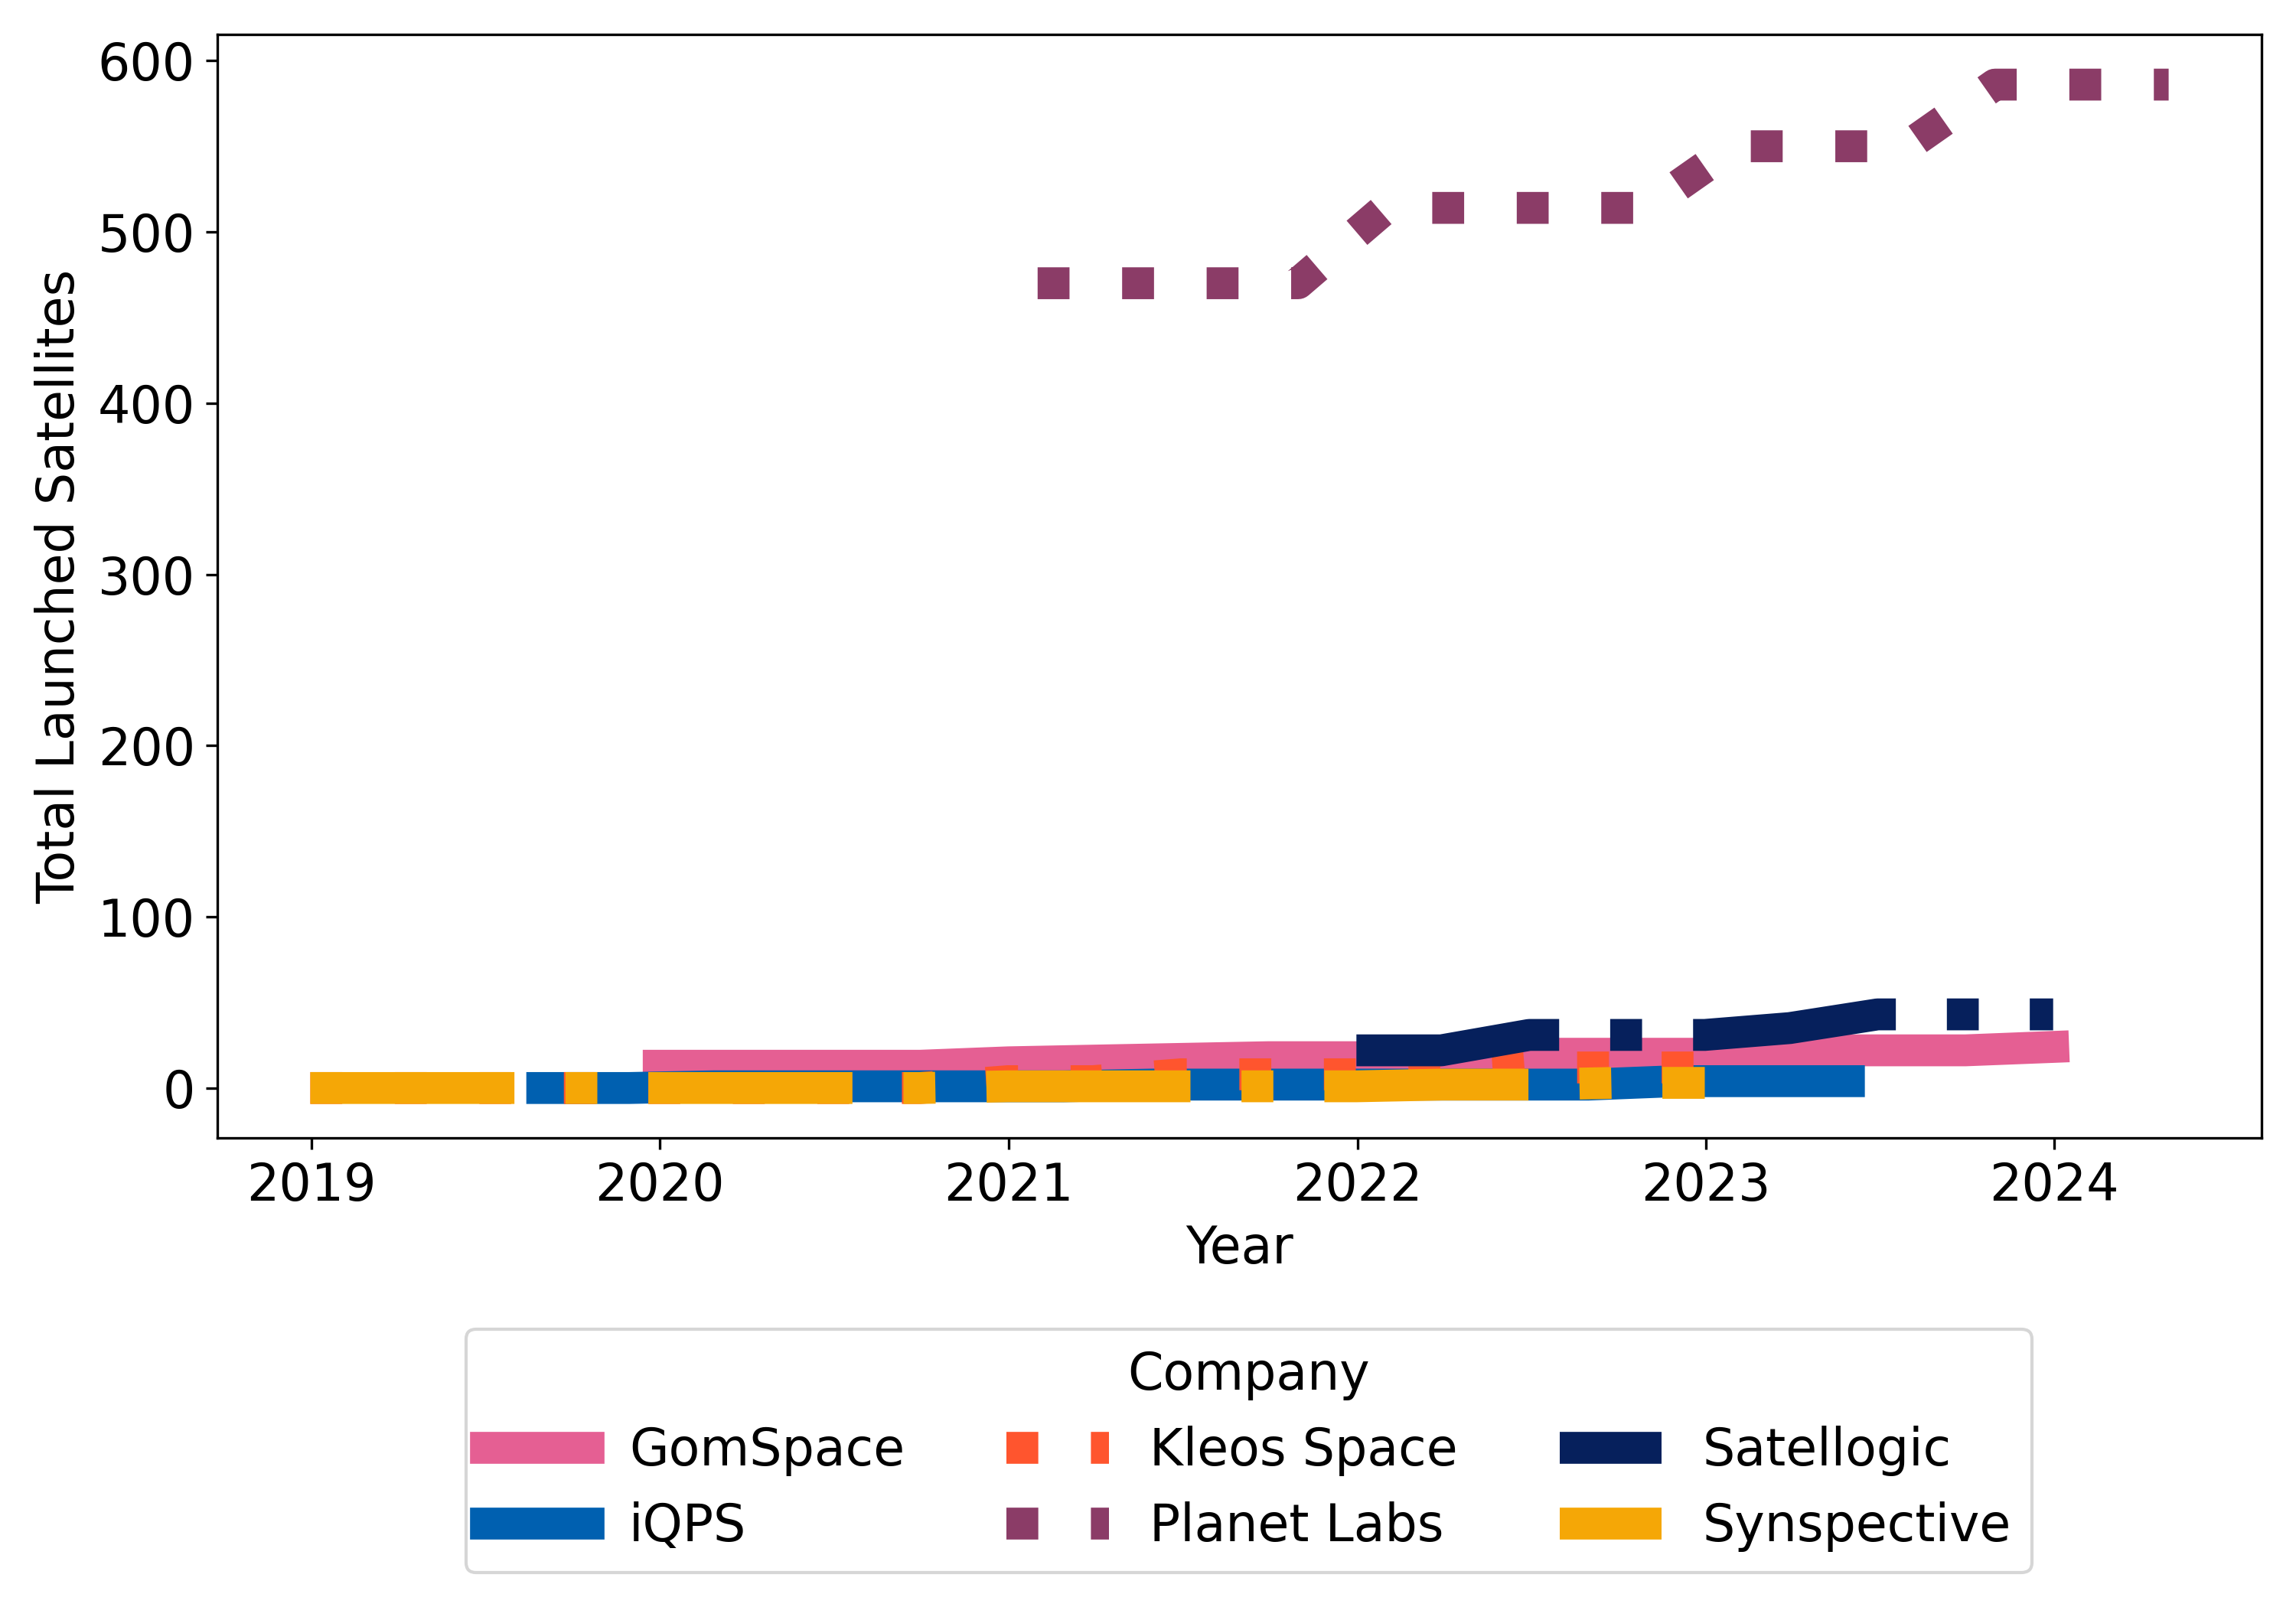 600
500
400
300
200
100
0
Total Launched Satellites
2019 2020 2021 2022 2023 2024
Year
Company
GomSpace Kleos Space Satellogic
iQPS Planet Labs Synspective